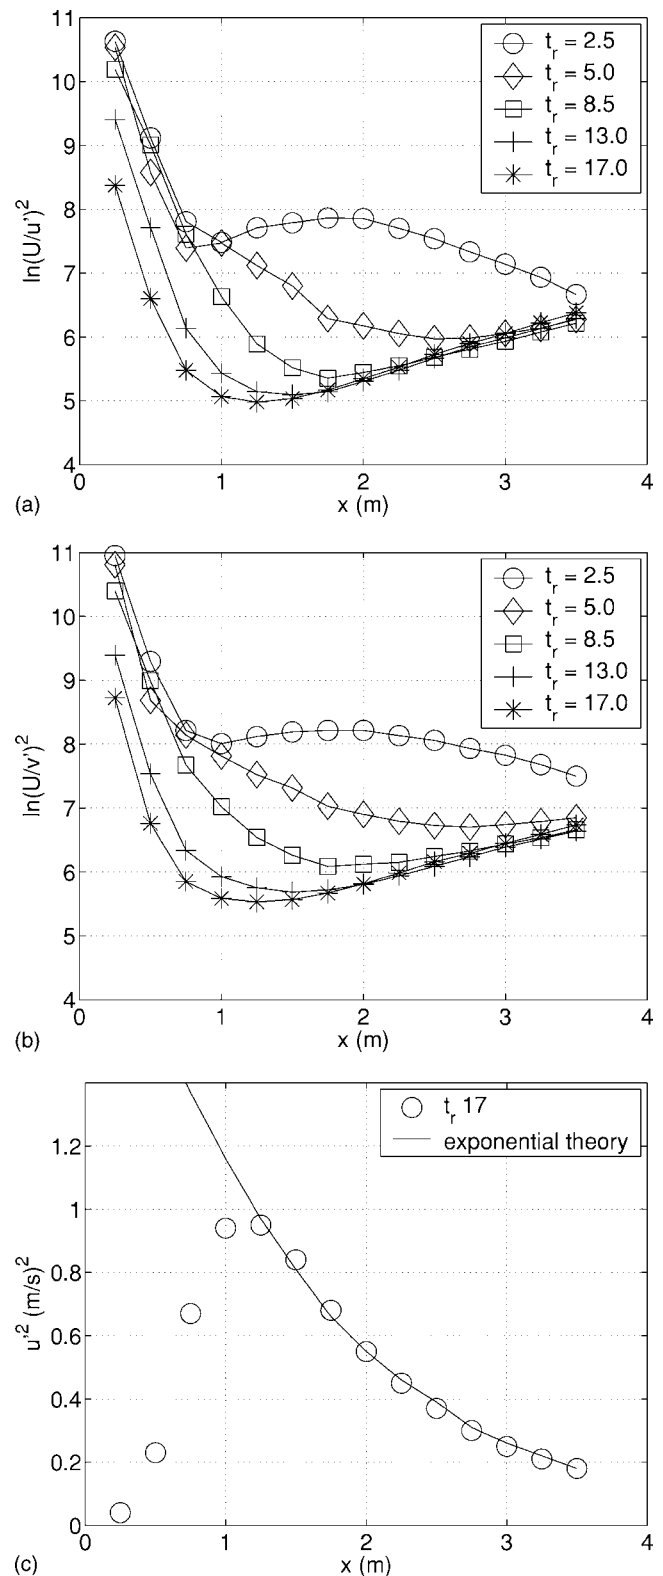 11
10
9
8
7
6
5
4
ln(U/u')²
t_r = 2.5
t_r = 5.0
t_r = 8.5
t_r = 13.0
t_r = 17.0
0 1 2 3 4
x (m)
(a)
11
10
9
8
7
6
5
4
ln(U/v')²
t_r = 2.5
t_r = 5.0
t_r = 8.5
t_r = 13.0
t_r = 17.0
0 1 2 3 4
x (m)
(b)
1.2
1
0.8
0.6
0.4
0.2
0
u'² (m/s)²
t_r 17
exponential theory
0 1 2 3 4
x (m)
(c)